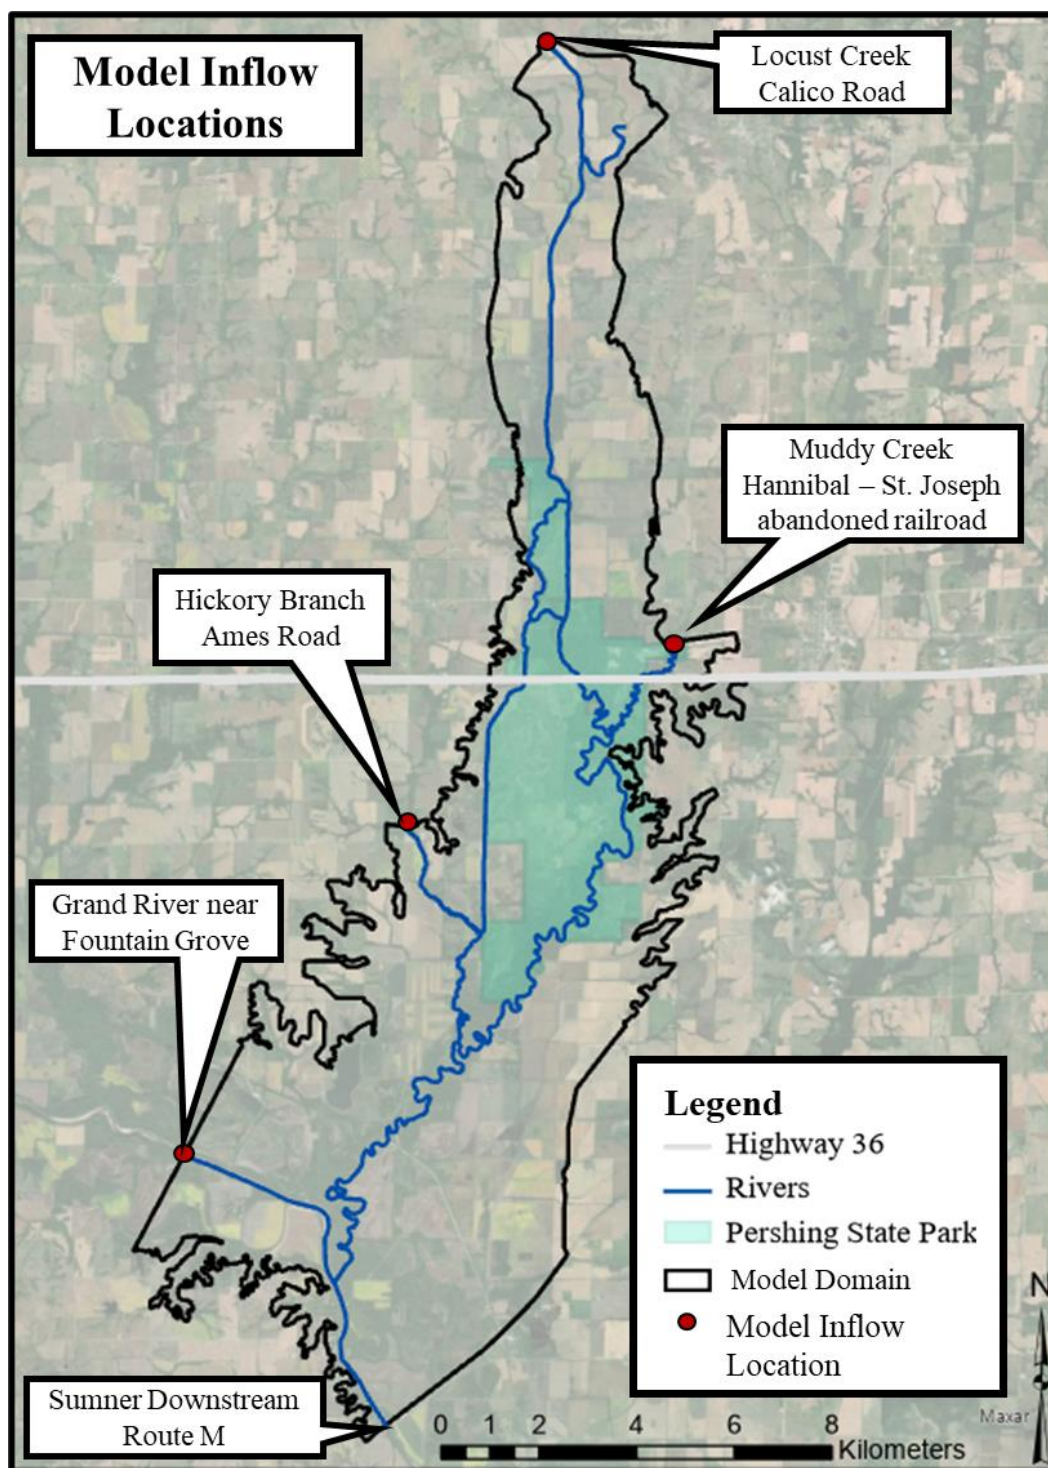 Model Inflow
Locations
Locust Creek
Calico Road
Muddy Creek
Hannibal – St. Joseph
abandoned railroad
Hickory Branch
Ames Road
Grand River near
Fountain Grove
Legend
Highway 36
Rivers
Pershing State Park
Model Domain
Model Inflow
Location
N
Sumner Downstream
Route M
0 1 2 4 6 8
Kilometers
Maxar